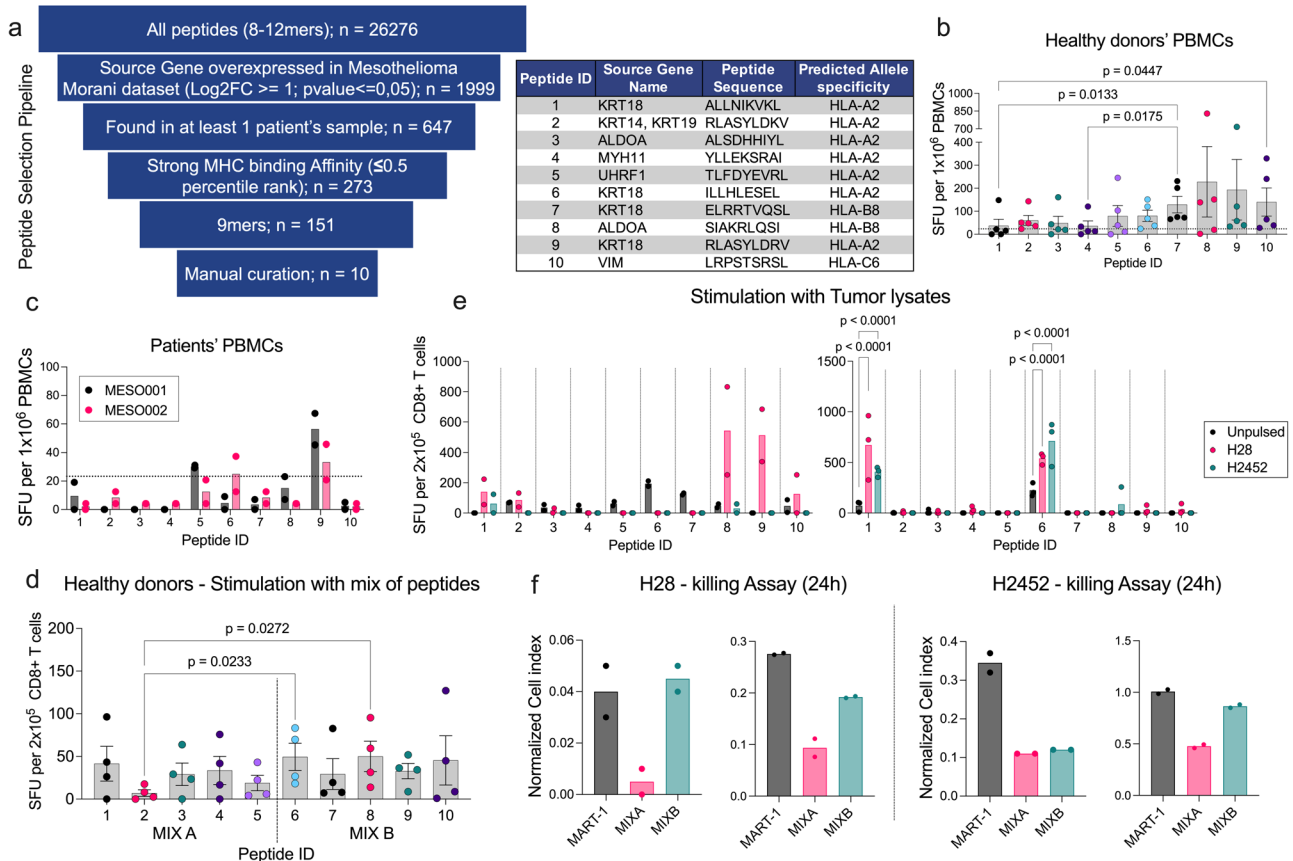 a
Peptide Selection Pipeline
All peptides (8-12mers); n = 26276
Source Gene overexpressed in Mesothelioma
Morani dataset (Log2FC >= 1; pvalue<=0,05); n = 1999
Found in at least 1 patient's sample; n = 647
Strong MHC binding Affinity (≤0.5
percentile rank); n = 273
9mers; n = 151
Manual curation; n = 10
Peptide ID Source Gene Name Peptide Sequence Predicted Allele specificity
1 KRT18 ALLNIKVKL HLA-A2
2 KRT14, KRT19 RLASYLDKV HLA-A2
3 ALDOA ALSDHHIYL HLA-A2
4 MYH11 YLLEKSRAI HLA-A2
5 UHRF1 TLFDYEVRL HLA-A2
6 KRT18 ILLHLESEL HLA-A2
7 KRT18 ELRRTVQSL HLA-B8
8 ALDOA SIAKRLQSI HLA-B8
9 KRT18 RLASYLDRV HLA-A2
10 VIM LRPSTSRSL HLA-C6
b
Healthy donors' PBMCs
p = 0.0447
p = 0.0133
p = 0.0175
SFU per 1x10⁶ PBMCs
1000
900
800
700
400
300
200
100
0
1 2 3 4 5 6 7 8 9 10
Peptide ID
c
Patients' PBMCs
MESO001
MESO002
SFU per 1x10⁶ PBMCs
100
80
60
40
20
0
1 2 3 4 5 6 7 8 9 10
Peptide ID
e
Stimulation with Tumor lysates
SFU per 2x10⁵ CD8+ T cells
1000
800
600
400
200
0
1 2 3 4 5 6 7 8 9 10
Peptide ID
p < 0.0001
p < 0.0001
p < 0.0001
p < 0.0001
1500
1000
500
0
1 2 3 4 5 6 7 8 9 10
Peptide ID
Unpulsed
H28
H2452
d
Healthy donors - Stimulation with mix of peptides
SFU per 2x10⁵ CD8+ T cells
p = 0.0272
p = 0.0233
200
150
100
50
0
1 2 3 4 5 6 7 8 9 10
MIX A MIX B
Peptide ID
f
H28 - killing Assay (24h)
Normalized Cell index
0.06
0.04
0.02
0.00
MART-1 MIXA MIXB
0.3
0.2
0.1
0.0
MART-1 MIXA MIXB
H2452 - killing Assay (24h)
Normalized Cell index
0.4
0.3
0.2
0.1
0.0
MART-1 MIXA MIXB
1.5
1.0
0.5
0.0
MART-1 MIXA MIXB